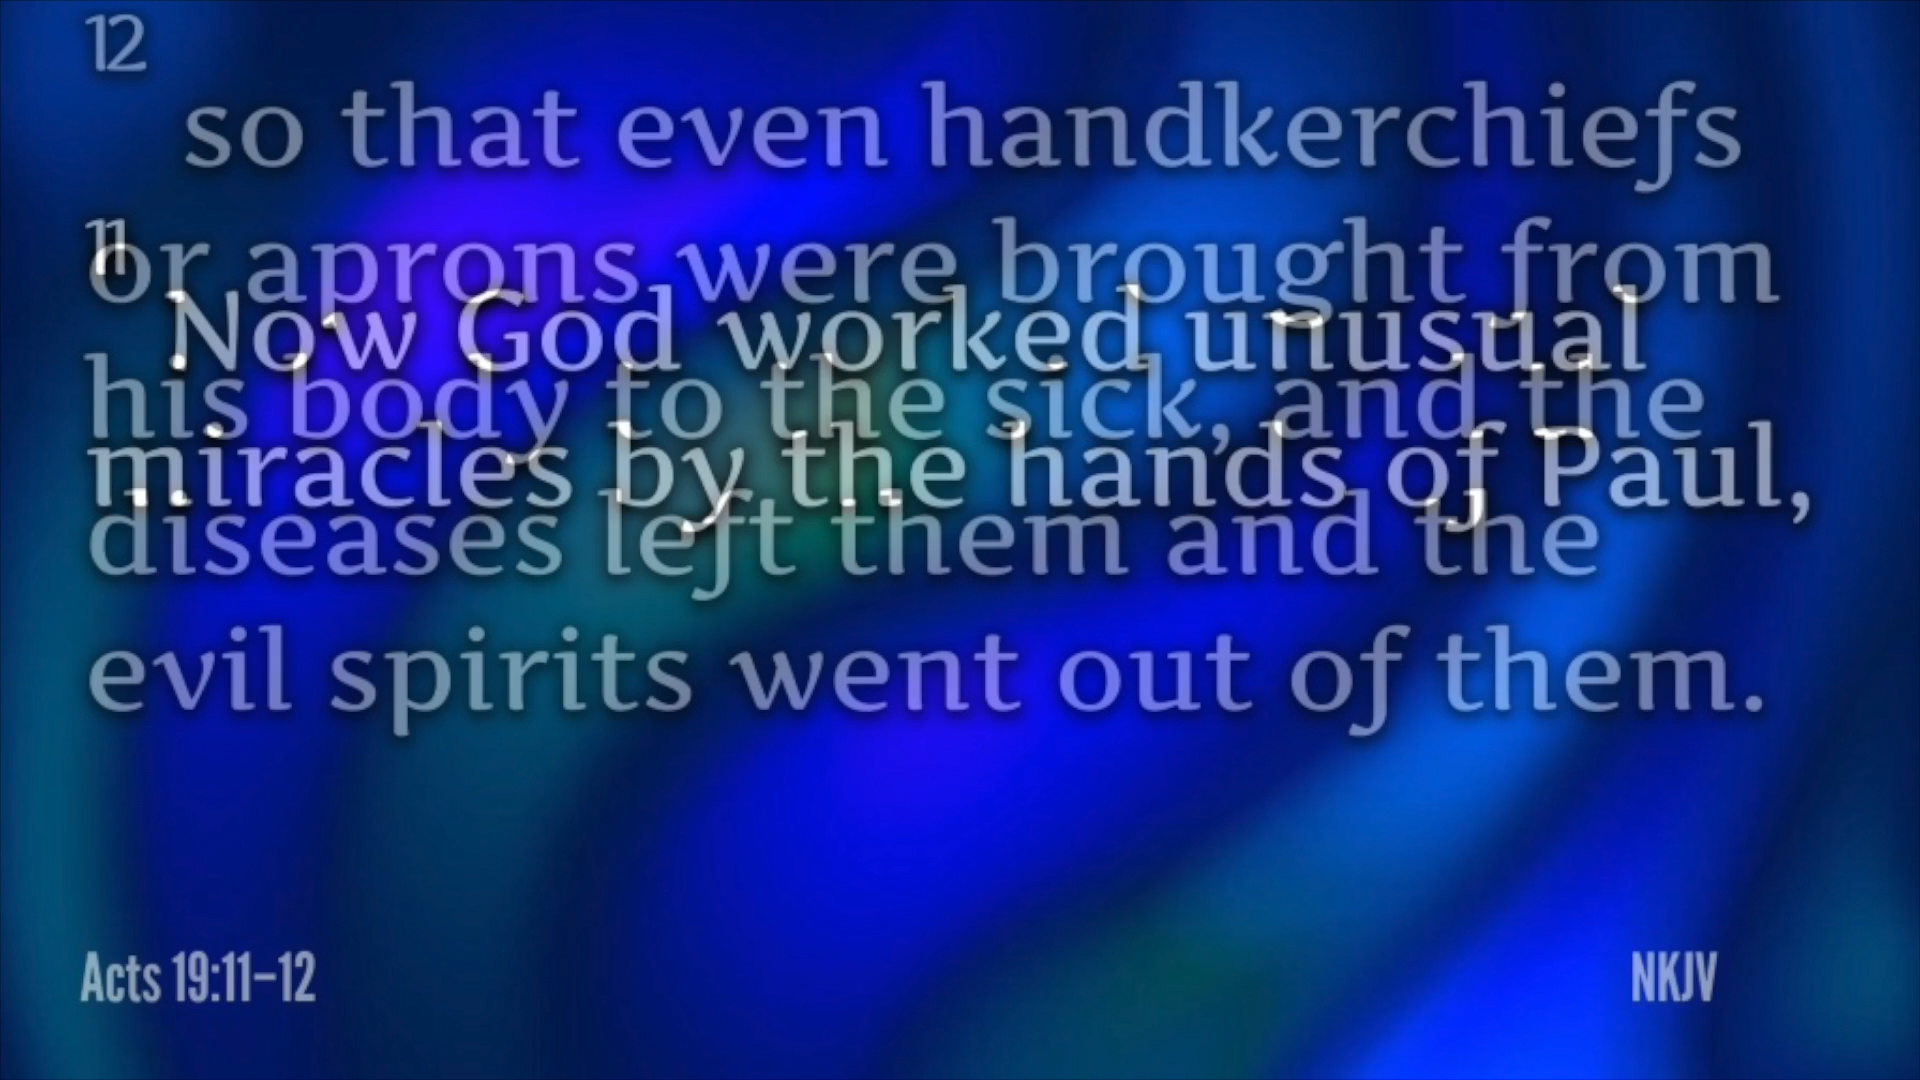 11
Now God worked unusual
miracles by the hands of Paul,
12
so that even handkerchiefs
or aprons were brought from
his body to the sick, and the
diseases left them and the
evil spirits went out of them.
Acts 19:11–12
NKJV